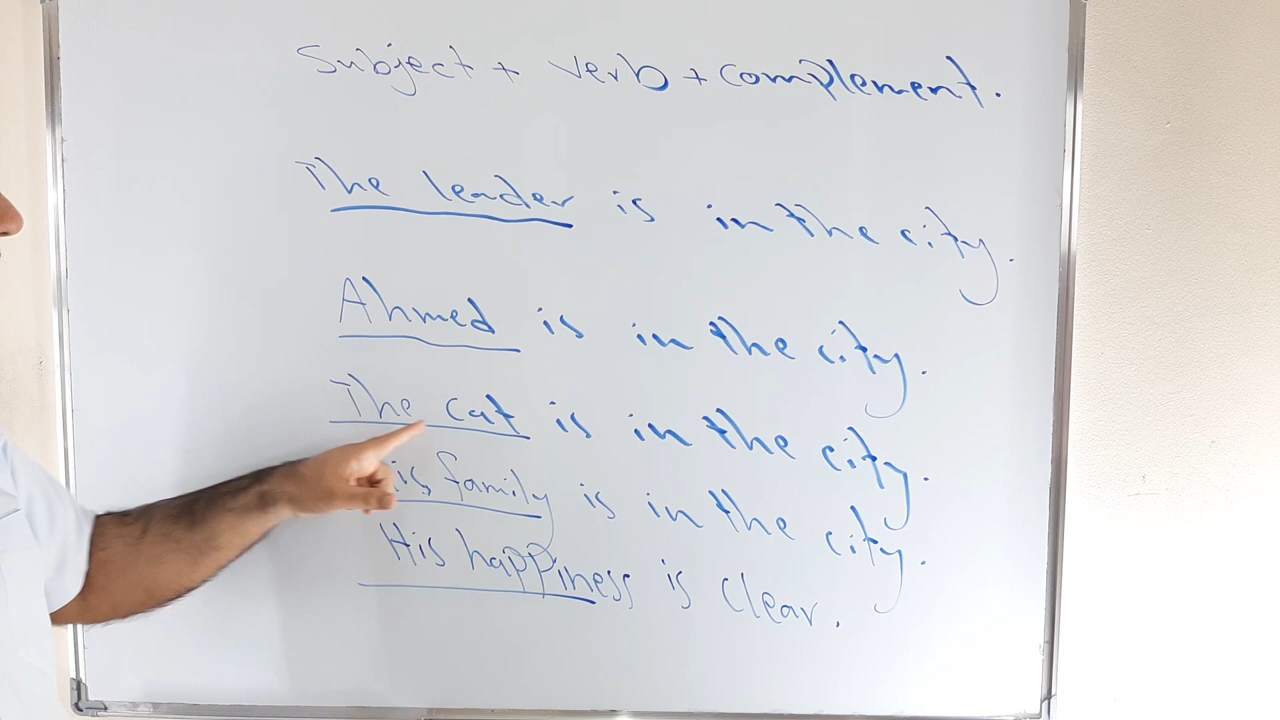 Subject + verb + complement.
The leader is in the city.
Ahmed is in the city.
The cat is in the city.
is family is in the city.
His happiness is clear.